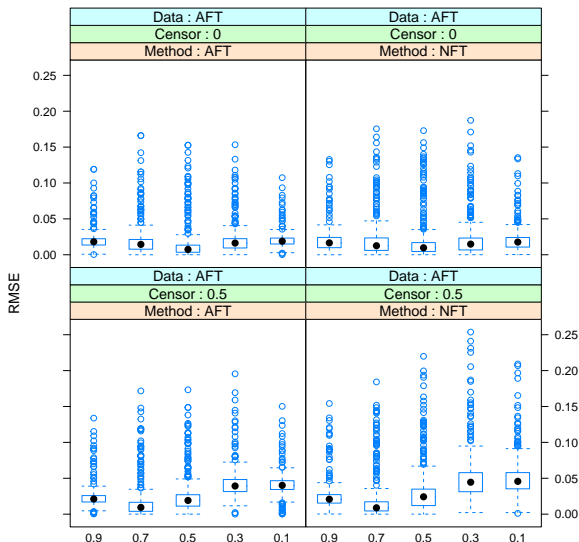 Data : AFT
Data : AFT
Censor : 0
Censor : 0
Method : AFT
Method : NFT
0.25
0.20
0.15
0.10
0.05
0.00
Data : AFT
Data : AFT
Censor : 0.5
Censor : 0.5
Method : AFT
Method : NFT
RMSE
0.25
0.20
0.15
0.10
0.05
0.00
0.9 0.7 0.5 0.3 0.1
0.9 0.7 0.5 0.3 0.1